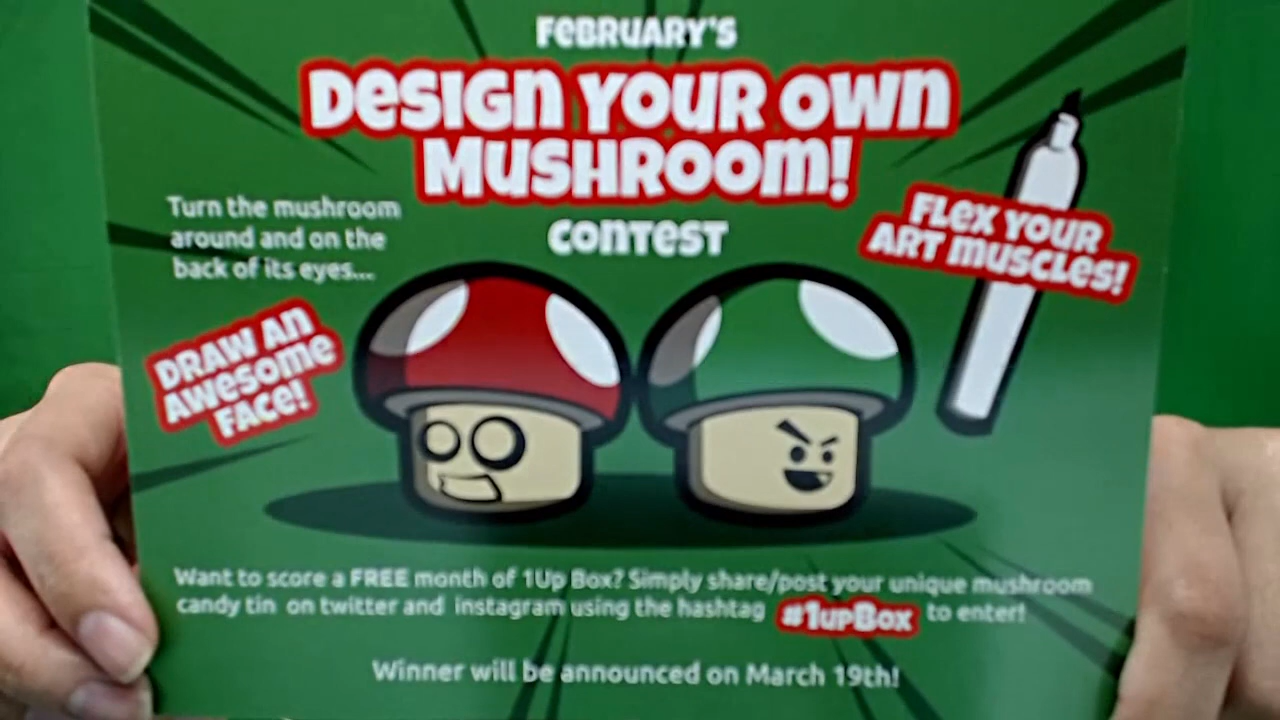 FEBRUARY'S
DESIGN YOUR OWN
MUSHROOM!
CONTEST
Turn the mushroom
around and on the
back of its eyes...
FLEX YOUR
ART MUSCLES!
DRAW AN
AWESOME
FACE!
Want to score a FREE month of 1Up Box? Simply share/post your unique mushroom
candy tin on twitter and instagram using the hashtag #1UPBOX to enter!
Winner will be announced on March 19th!